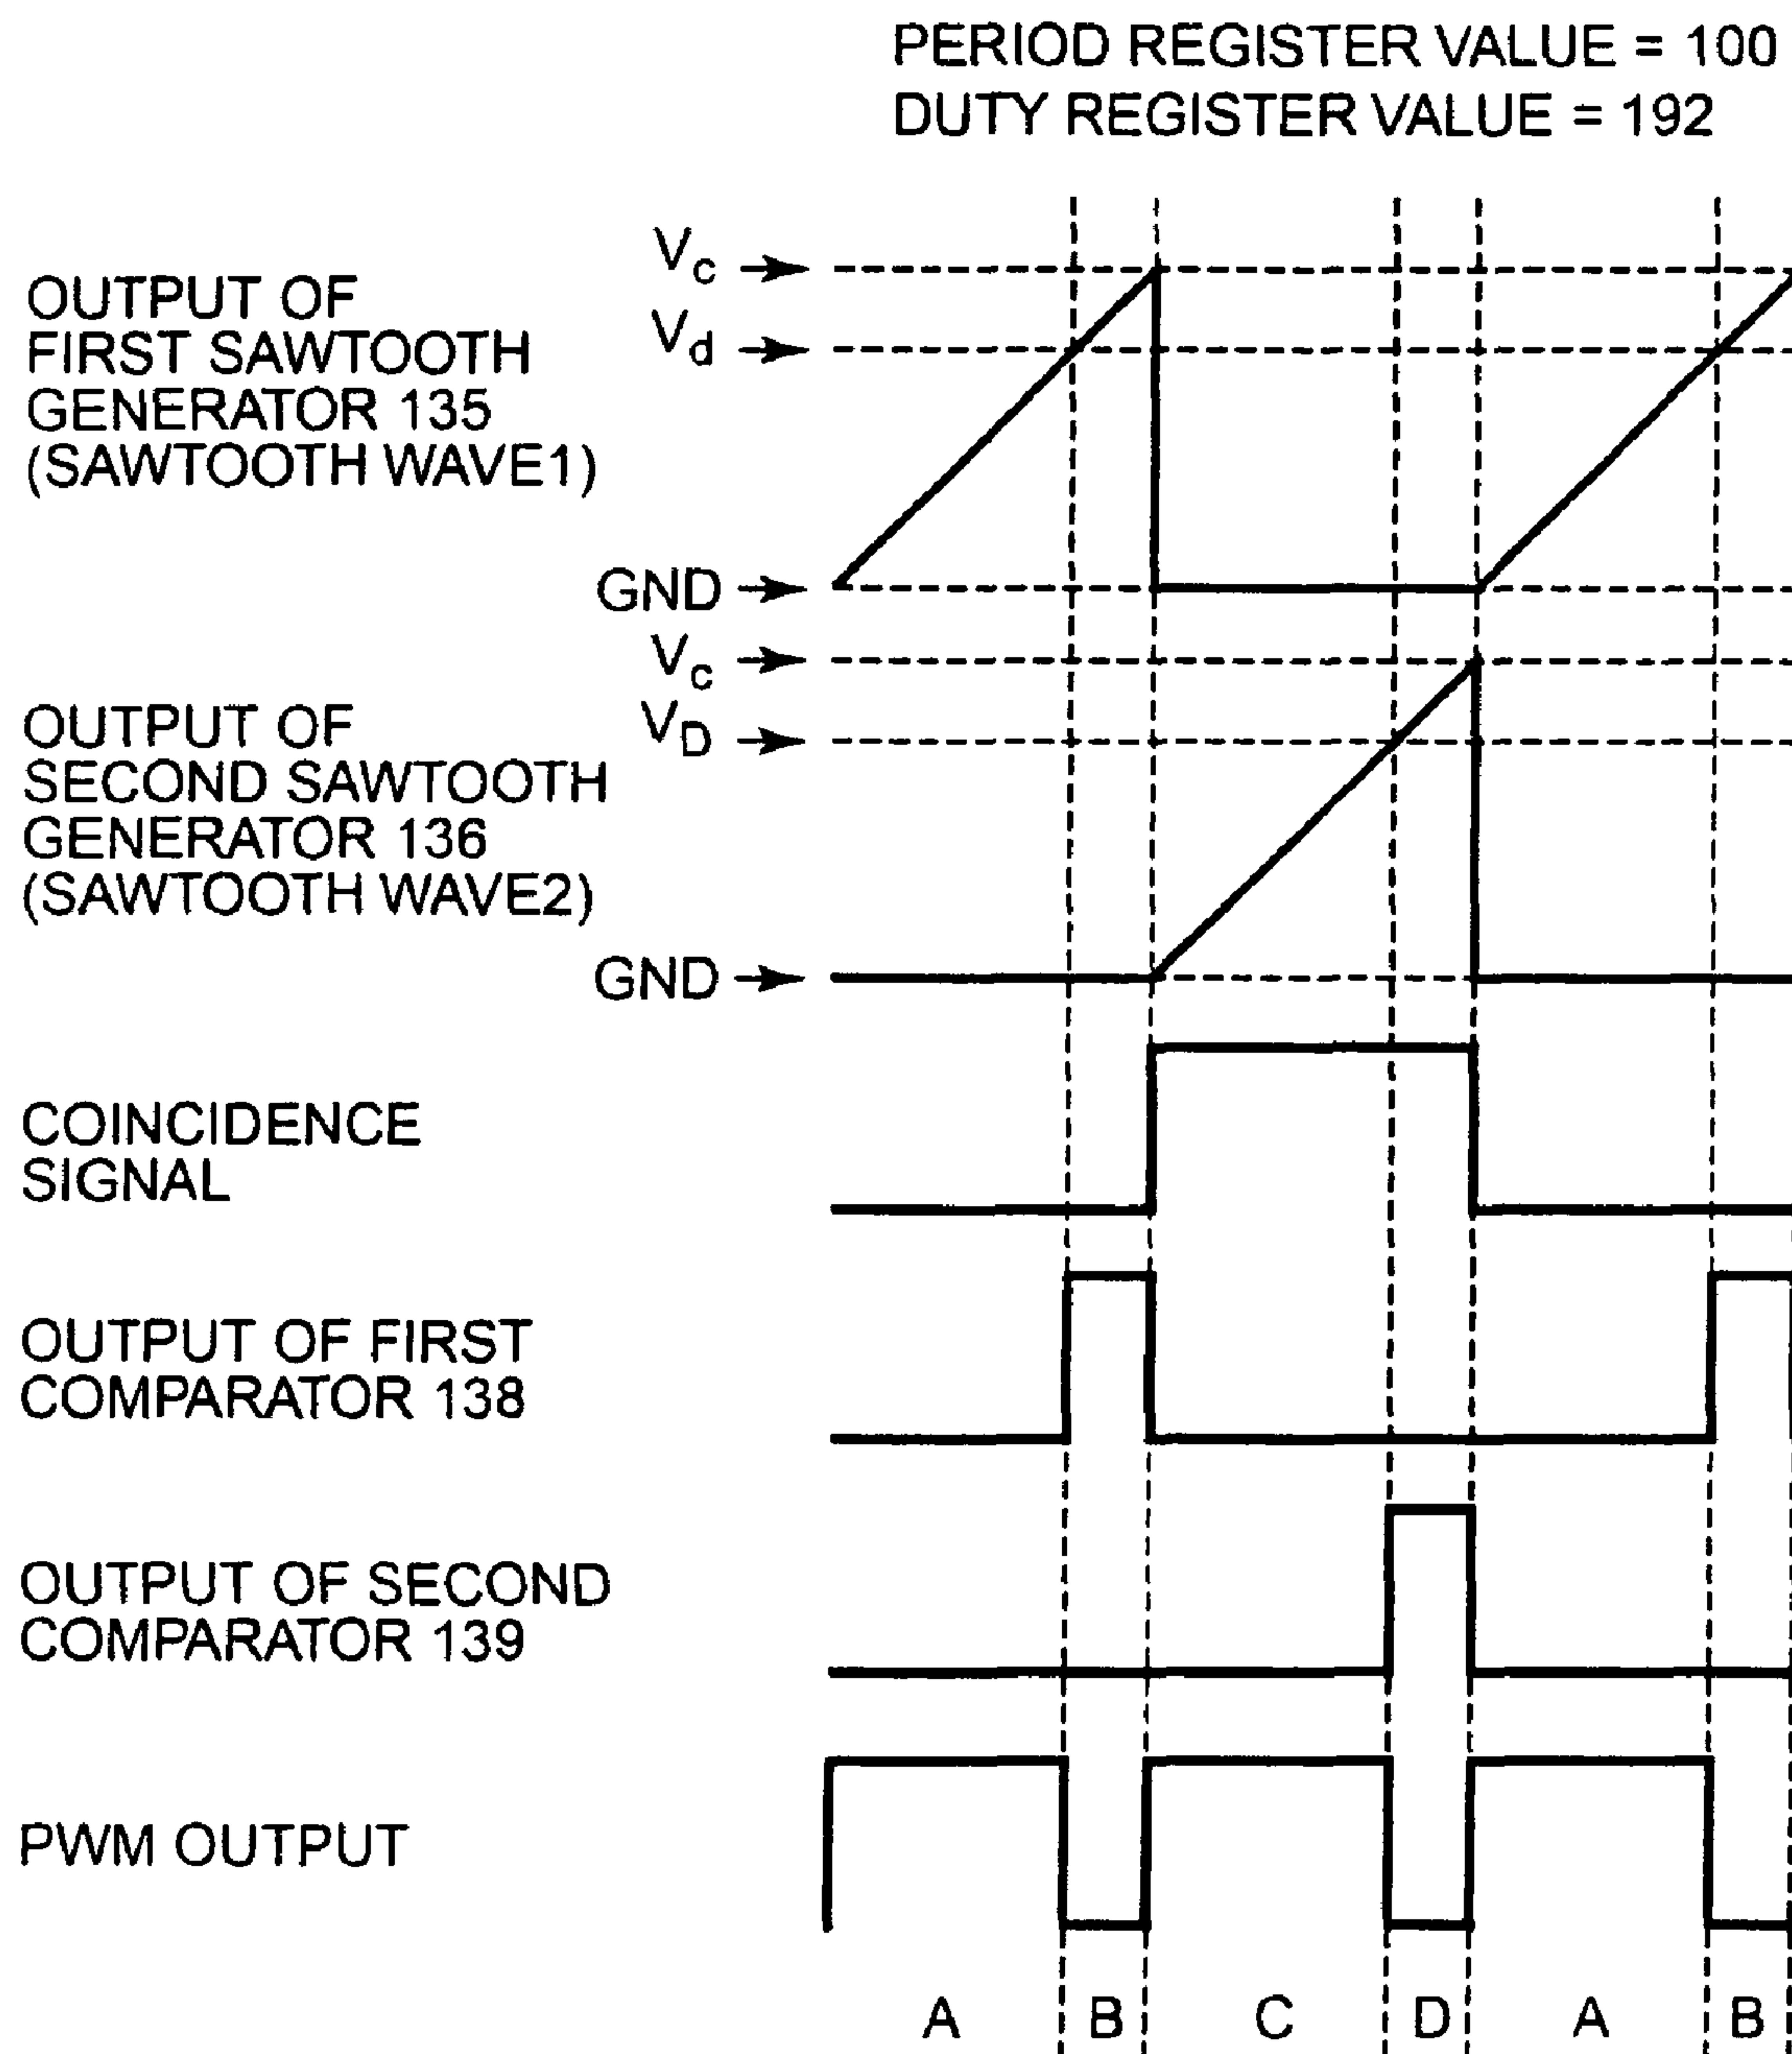 PERIOD REGISTER VALUE = 100
DUTY REGISTER VALUE = 192
OUTPUT OF
FIRST SAWTOOTH
GENERATOR 135
(SAWTOOTH WAVE1)
Vc
Vd
GND
OUTPUT OF
SECOND SAWTOOTH
GENERATOR 136
(SAWTOOTH WAVE2)
Vc
VD
GND
COINCIDENCE
SIGNAL
OUTPUT OF FIRST
COMPARATOR 138
OUTPUT OF SECOND
COMPARATOR 139
PWM OUTPUT
A B C D A B